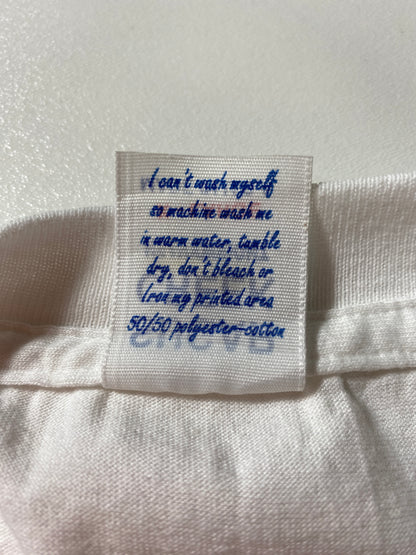 I can't wash myself
so machine wash me
in warm water, tumble
dry, don't bleach or
Iron my printed area
50/50 polyester-cotton